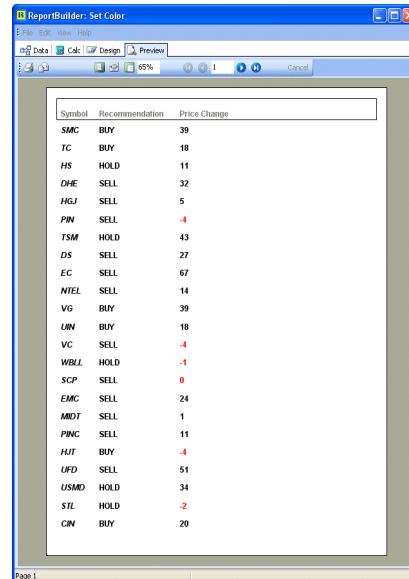 ReportBuilder: Set Color
File Edit View Help
Data Calc Design Preview
65% 1 Cancel
Symbol Recommendation Price Change
SMC BUY 39
TC BUY 18
HS HOLD 11
DHE SELL 32
HGJ SELL 5
PIN SELL -4
TSM HOLD 43
DS SELL 27
EC SELL 67
NTEL SELL 14
VG BUY 39
UIN BUY 18
VC SELL -4
WBLL HOLD -1
SCP SELL 0
EMC SELL 24
MIDT SELL 1
PINC SELL 11
HJT BUY -4
UFD SELL 51
USMD HOLD 34
STL HOLD -2
CIN BUY 20
Page 1